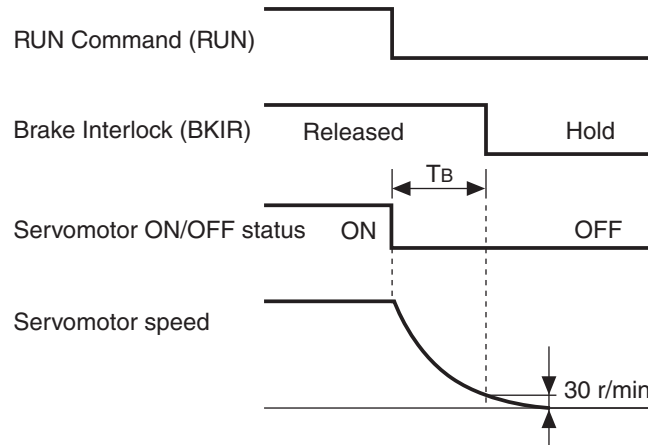 RUN Command (RUN)
Brake Interlock (BKIR) Released Hold
TB
Servomotor ON/OFF status ON OFF
Servomotor speed
30 r/min